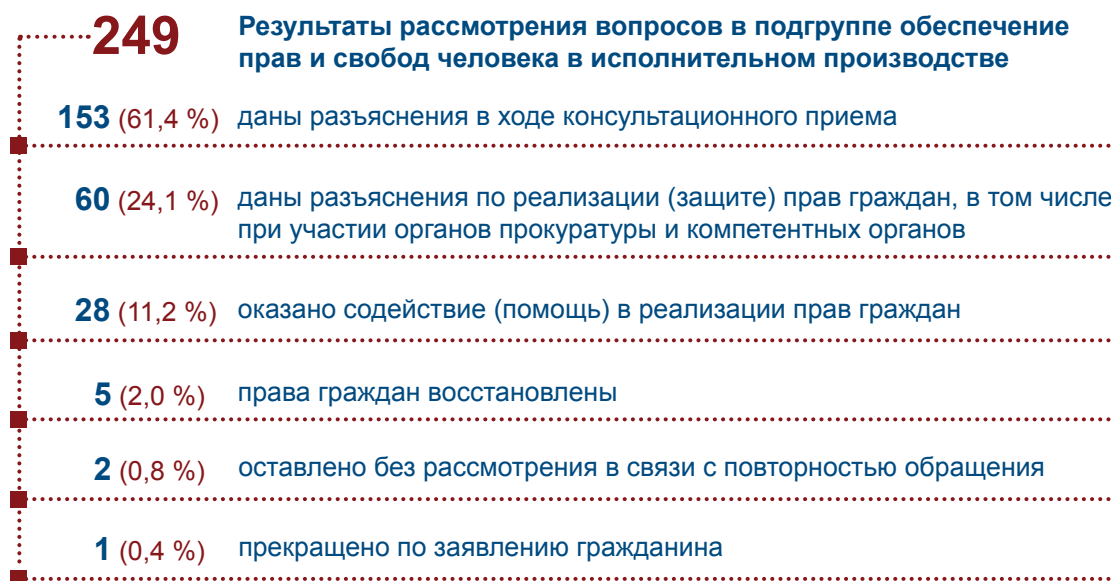 249 Результаты рассмотрения вопросов в подгруппе обеспечение
прав и свобод человека в исполнительном производстве
153 (61,4 %) даны разъяснения в ходе консультационного приема
60 (24,1 %) даны разъяснения по реализации (защите) прав граждан, в том числе
при участии органов прокуратуры и компетентных органов
28 (11,2 %) оказано содействие (помощь) в реализации прав граждан
5 (2,0 %) права граждан восстановлены
2 (0,8 %) оставлено без рассмотрения в связи с повторностью обращения
1 (0,4 %) прекращено по заявлению гражданина